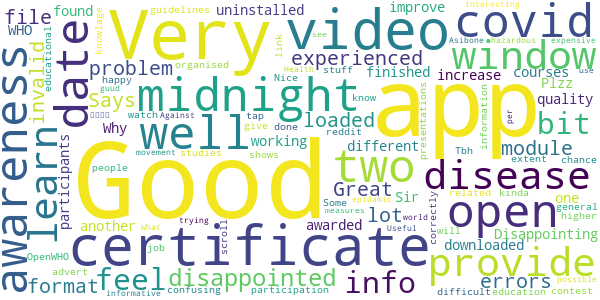 Good
app
Very
video
covid
window
midnight
well
two
disease
open
certificate
provide
awareness
learn
date
feel
disappointed
info
bit
file
WHO
found
guidelines
uninstalled
improve
educational
invalid
problem
experienced
finished
increase
courses
Plzz
link
organised
Says
happy
Nice
stuff
loaded
quality
interesting
Asibone
hazardous
expensive
use
see
Health
knowledge
guud
Against
watch
tap
give
done
reddit
know
presentations
information
Tbh
per
extent
chance
Why
working
different
module
participants
people
movement
studies
shows
Great
lot
Sir
one
another
awarded
Some
epidemic
related
kinda
general
higher
OpenWHO
job
trying
What
measures
world
correctly
will
Disappointing
downloaded
format
advert
scroll
Useful
errors
possible
informative
confusing
participation
difficult
education
contest